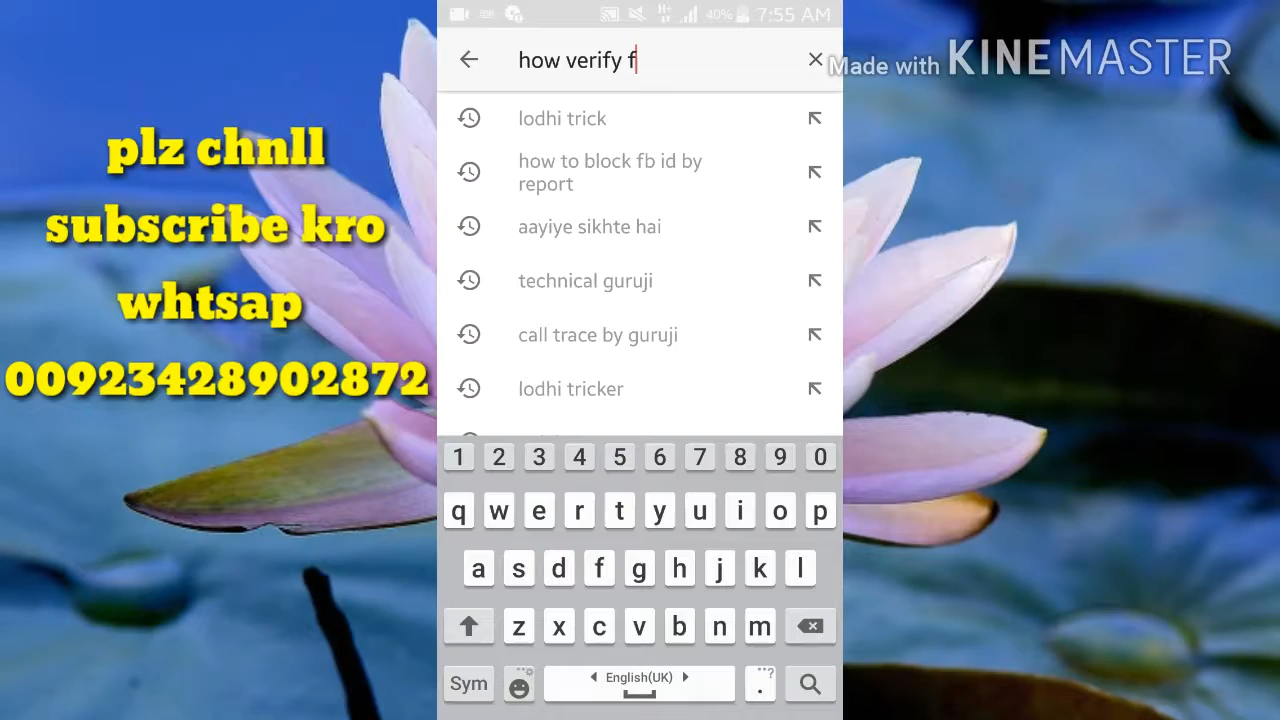 plz chnll
subscribe kro
whtsap
00923428902872
H+ 40% 7:55 AM
how verify f
Made with KINEMASTER
lodhi trick
how to block fb id by
report
aayiye sikhte hai
technical guruji
call trace by guruji
lodhi tricker
1 2 3 4 5 6 7 8 9 0
q w e r t y u i o p
a s d f g h j k l
z x c v b n m
Sym English(UK) . ?